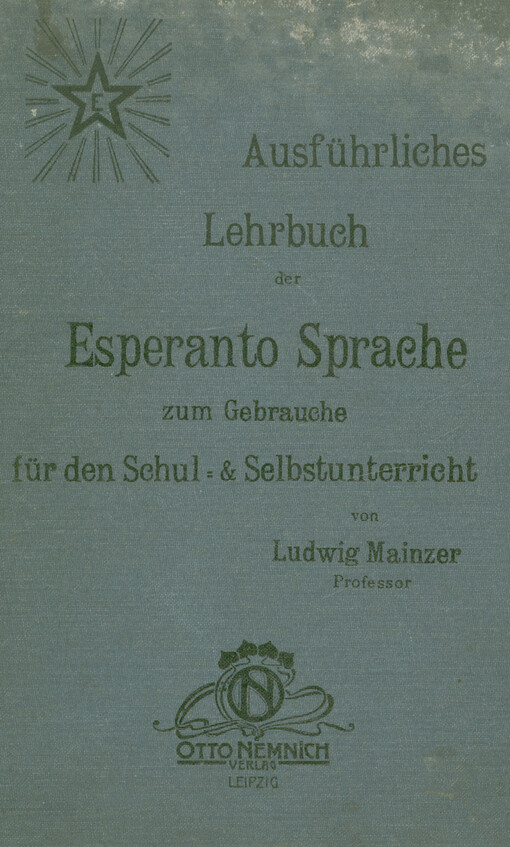 E
Ausführliches
Lehrbuch
der
Esperanto Sprache
zum Gebrauche
für den Schul = & Selbstunterricht
von
Ludwig Mainzer
Professor
ON
OTTO NEMNICH
VERLAG
LEIPZIG